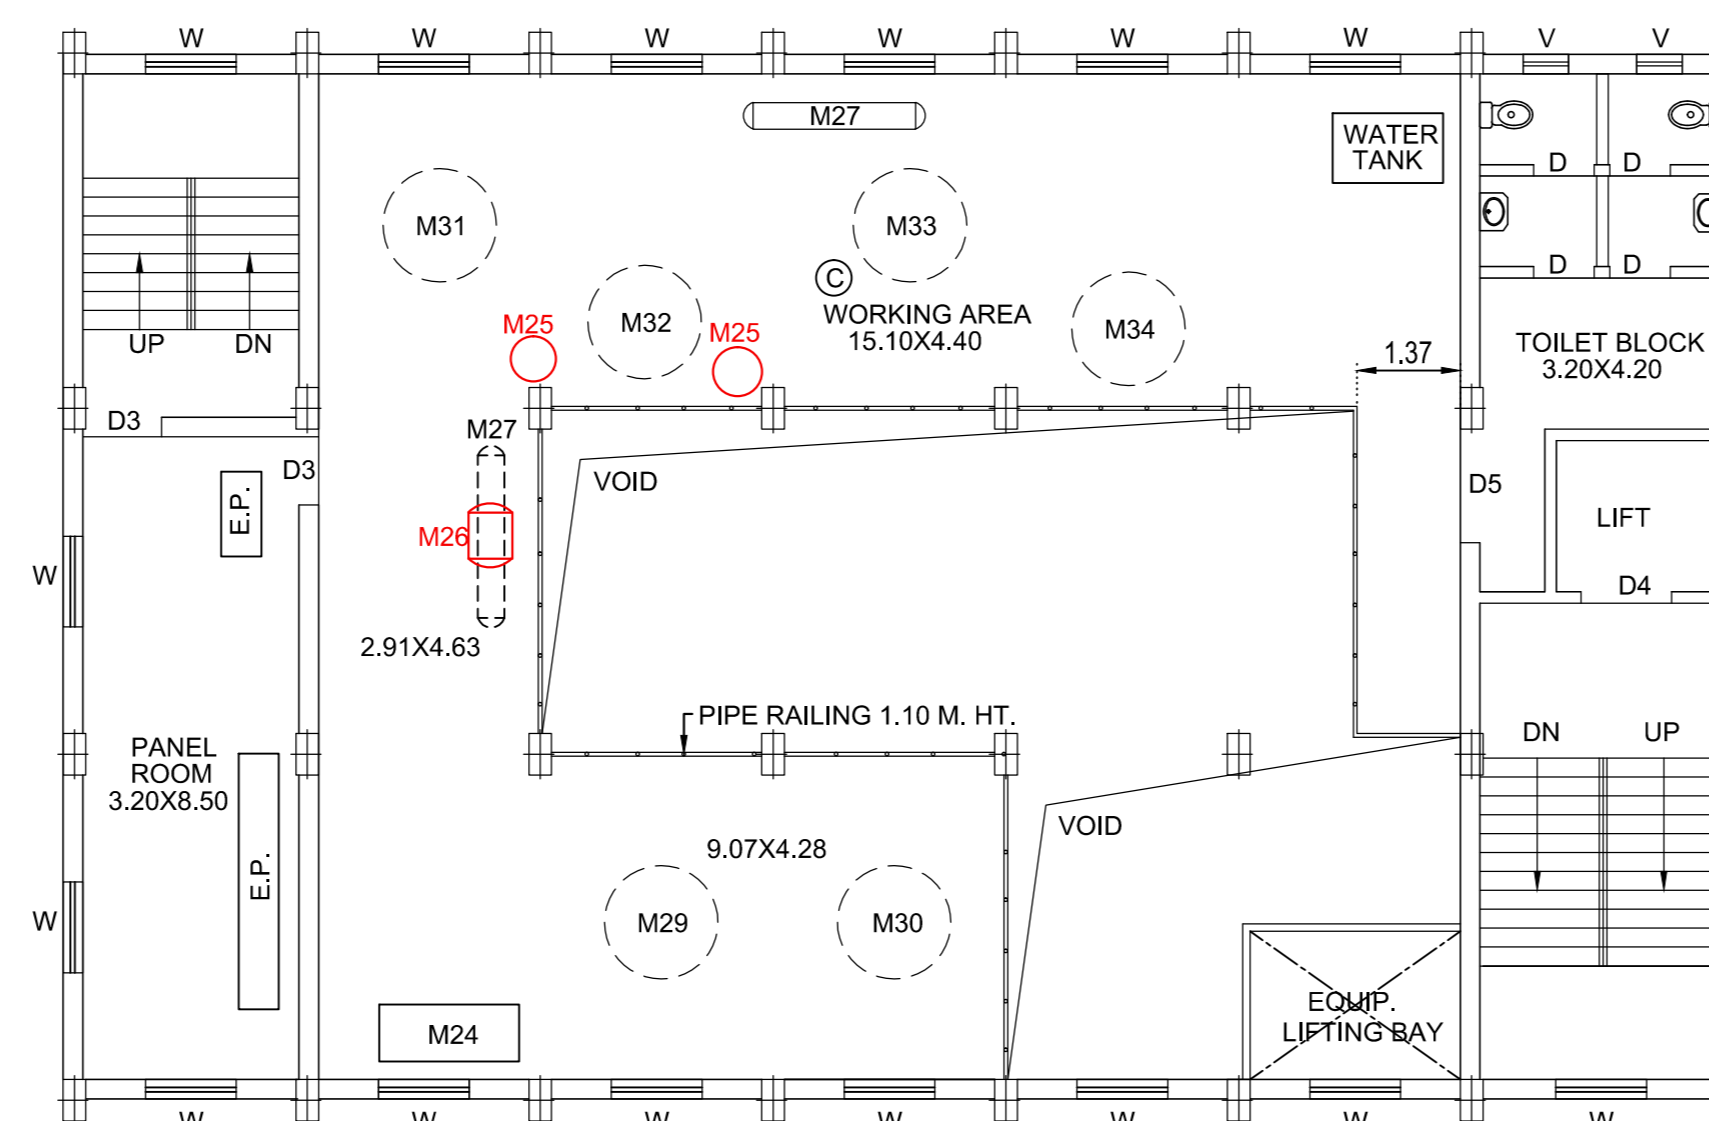 W W W W W W V V
M27
WATER
TANK
D D
M31
M33
C
D D
M25
M32
M25
WORKING AREA
15.10X4.40
M34
UP DN
1.37
TOILET BLOCK
3.20X4.20
D3
M27
D3
E.P.
VOID
D5
M26
LIFT
W
D4
2.91X4.63
PIPE RAILING 1.10 M. HT.
DN UP
PANEL
ROOM
3.20X8.50
VOID
9.07X4.28
E.P.
W
M29
M30
M24
EQUIP.
LIFTING BAY
W W W W W W W